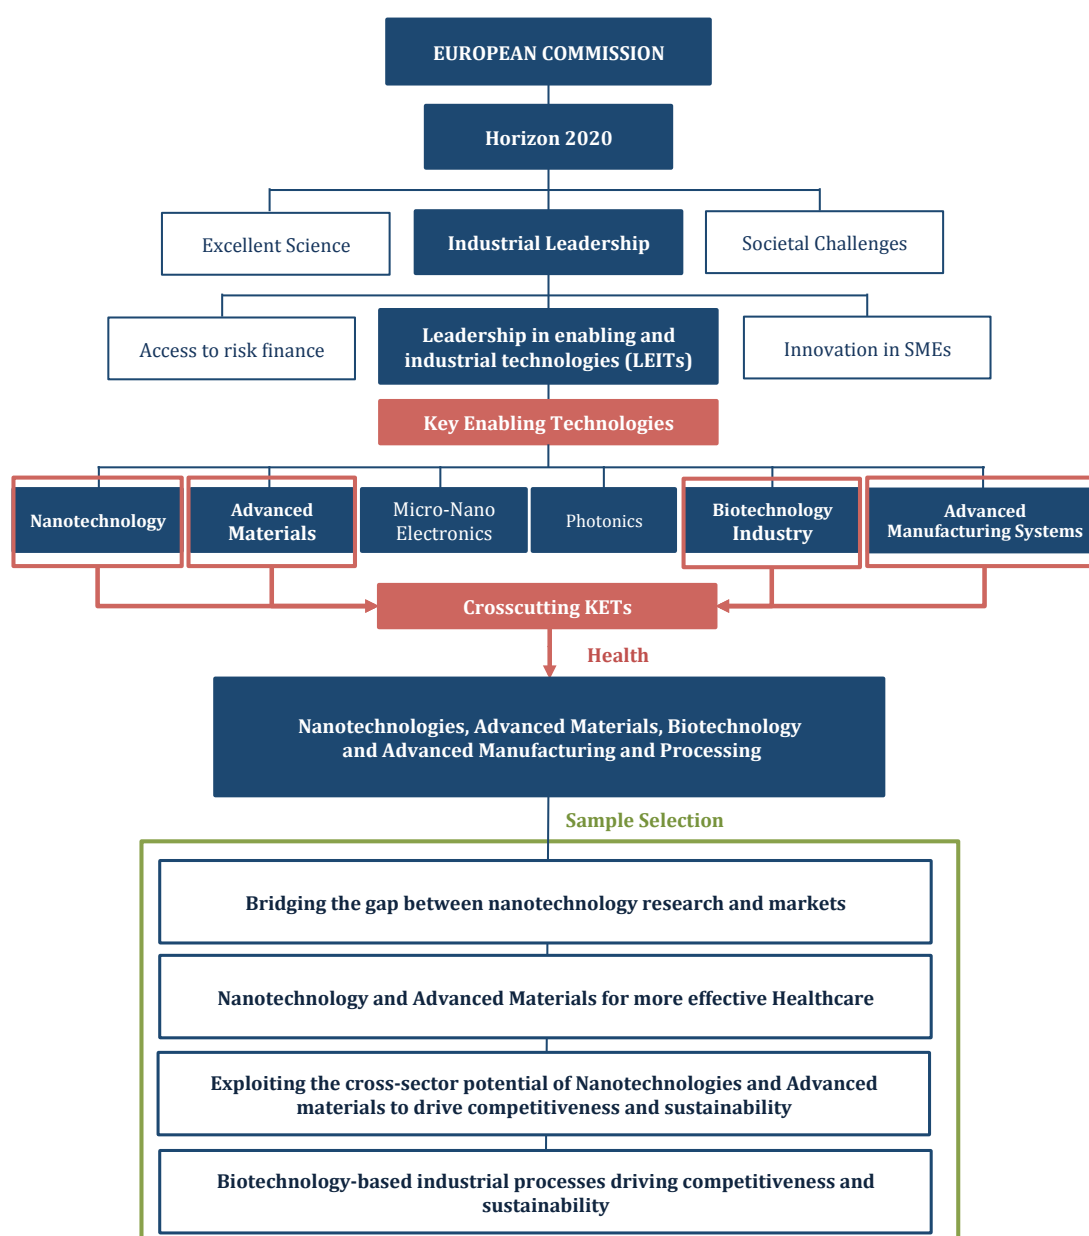 EUROPEAN COMMISSION
Horizon 2020
Excellent Science
Industrial Leadership
Societal Challenges
Access to risk finance
Leadership in enabling and
industrial technologies (LEITs)
Innovation in SMEs
Key Enabling Technologies
Nanotechnology
Advanced
Materials
Micro-Nano
Electronics
Photonics
Biotechnology
Industry
Advanced
Manufacturing Systems
Crosscutting KETs
Health
Nanotechnologies, Advanced Materials, Biotechnology
and Advanced Manufacturing and Processing
Sample Selection
Bridging the gap between nanotechnology research and markets
Nanotechnology and Advanced Materials for more effective Healthcare
Exploiting the cross-sector potential of Nanotechnologies and Advanced
materials to drive competitiveness and sustainability
Biotechnology-based industrial processes driving competitiveness and
sustainability